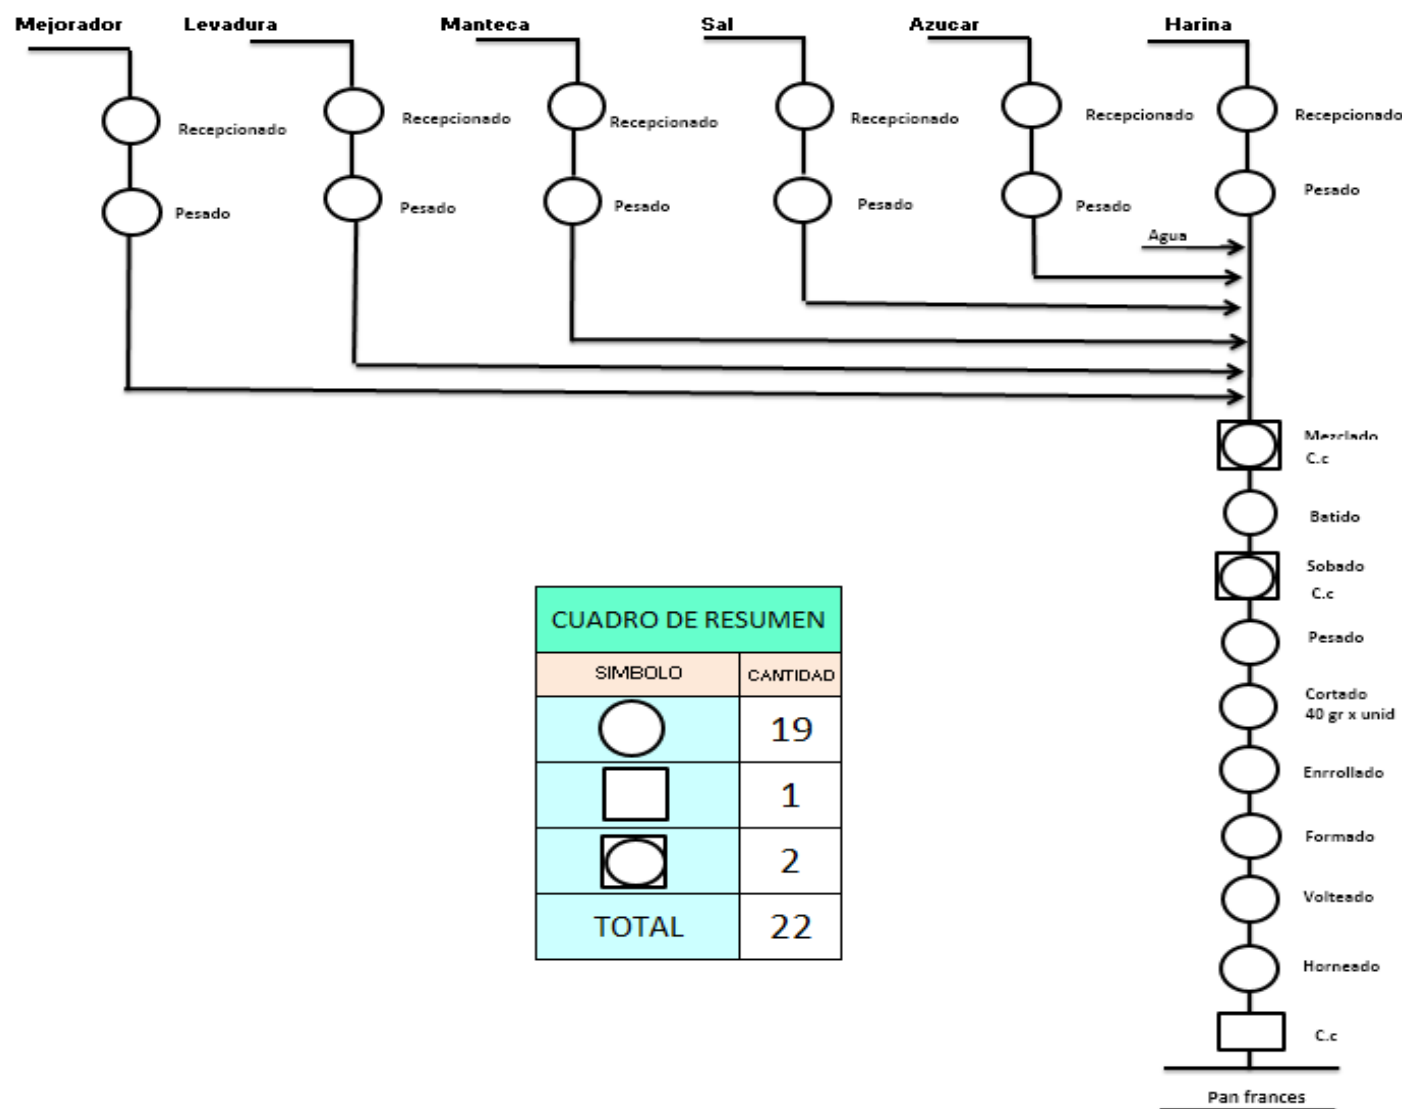 Mejorador Levadura Manteca Sal Azucar Harina
Recepcionado Recepcionado Recepcionado Recepcionado Recepcionado Recepcionado
Pesado Pesado Pesado Pesado Pesado Pesado
Agua
Mezclado
C.c
Batido
Sobado
C.c
Pesado
Cortado
40 gr x unid
Enrrollado
Formado
Volteado
Horneado
C.c
Pan frances
CUADRO DE RESUMEN
SIMBOLO CANTIDAD
19
1
2
TOTAL 22